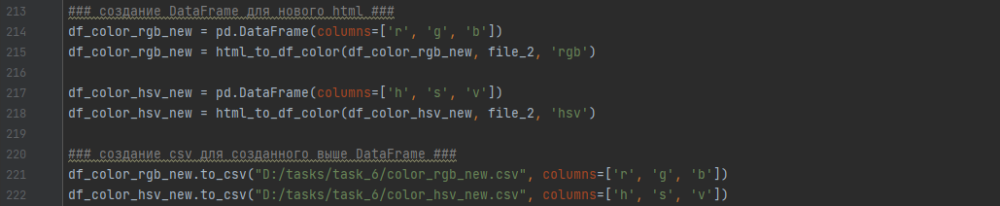 213 ### создание DataFrame для нового html ###
214 df_color_rgb_new = pd.DataFrame(columns=['r', 'g', 'b'])
215 df_color_rgb_new = html_to_df_color(df_color_rgb_new, file_2, 'rgb')
216
217 df_color_hsv_new = pd.DataFrame(columns=['h', 's', 'v'])
218 df_color_hsv_new = html_to_df_color(df_color_hsv_new, file_2, 'hsv')
219
220 ### создание csv для созданного выше DataFrame ###
221 df_color_rgb_new.to_csv("D:/tasks/task_6/color_rgb_new.csv", columns=['r', 'g', 'b'])
222 df_color_hsv_new.to_csv("D:/tasks/task_6/color_hsv_new.csv", columns=['h', 's', 'v'])